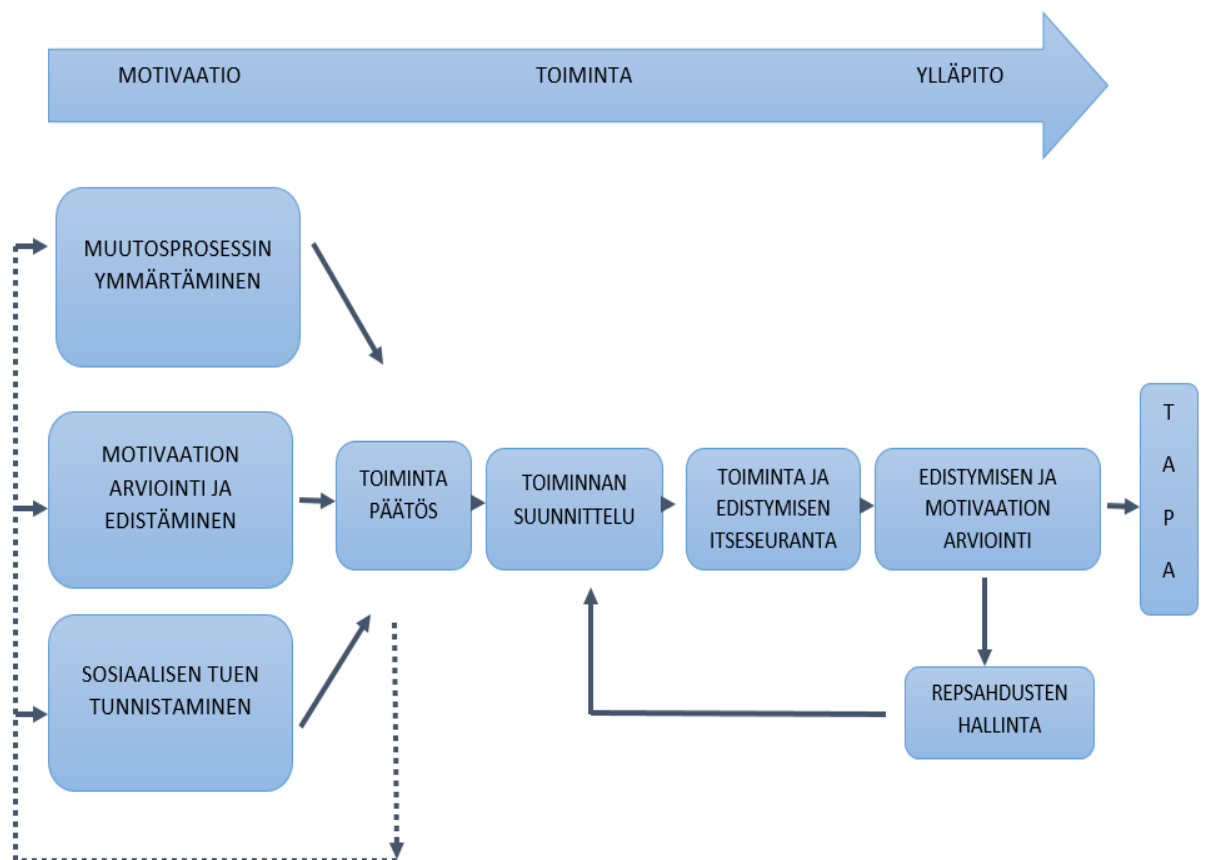 MOTIVAATIO
TOIMINTA
YLLÄPITO
MUUTOSPROSESSIN
YMMÄRTÄMINEN
MOTIVAATION
ARVIOINTI JA
EDISTÄMINEN
SOSIAALISEN TUEN
TUNNISTAMINEN
TOIMINTA
PÄÄTÖS
TOIMINNAN
SUUNNITTELU
TOIMINTA JA
EDISTYMISEN
ITSESEURANTA
EDISTYMISEN JA
MOTIVAATION
ARVIOINTI
REPSAHDUSTEN
HALLINTA
T
A
P
A